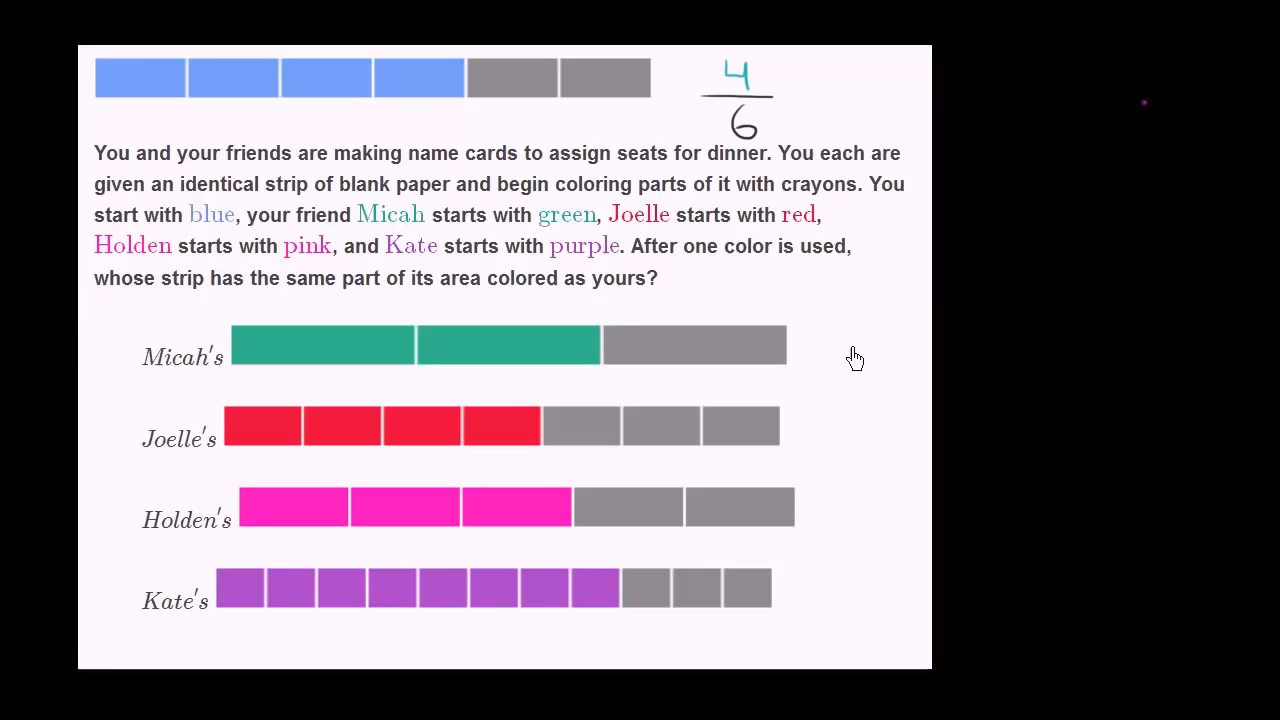 4
6
You and your friends are making name cards to assign seats for dinner. You each are
given an identical strip of blank paper and begin coloring parts of it with crayons. You
start with blue, your friend Micah starts with green, Joelle starts with red,
Holden starts with pink, and Kate starts with purple. After one color is used,
whose strip has the same part of its area colored as yours?
Micah's
Joelle's
Holden's
Kate's